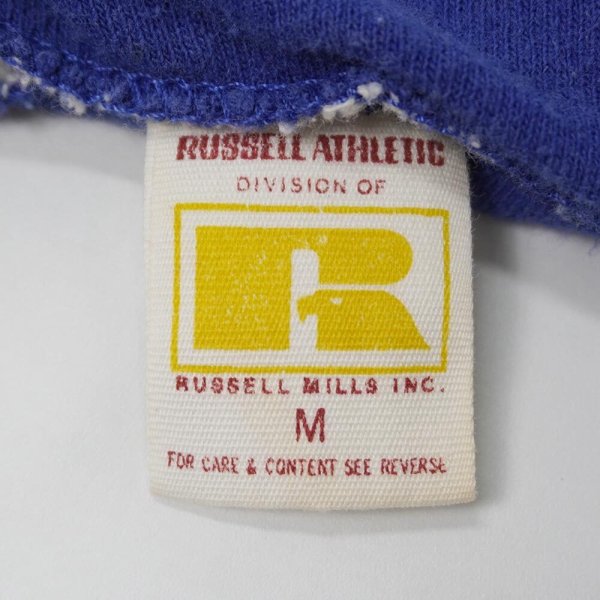 RUSSELL ATHLETIC
DIVISION OF
R
RUSSELL MILLS INC.
M
FOR CARE & CONTENT SEE REVERSE